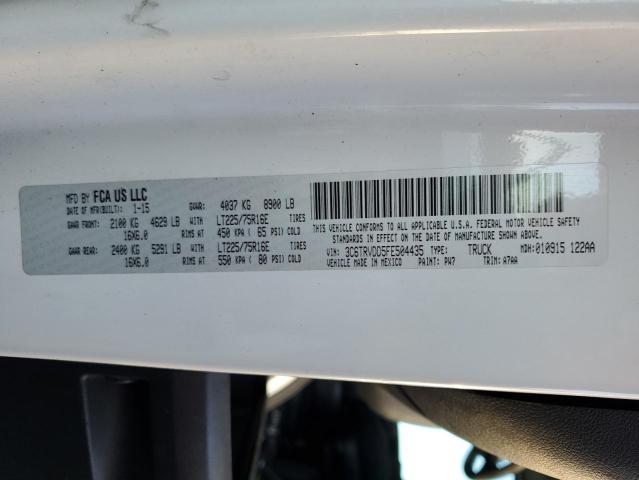 MFD BY FCA US LLC
DATE OF MFR(BUILT): 1-15 GVWR: 4037 KG 8900 LB
GAWR FRONT: 2100 KG 4629 LB WITH LT225/75R16E TIRES
16X6.0 RIMS AT 450 KPA ( 65 PSI) COLD
GAWR REAR: 2400 KG 5291 LB WITH LT225/75R16E TIRES
16X6.0 RIMS AT 550 KPA ( 80 PSI) COLD
THIS VEHICLE CONFORMS TO ALL APPLICABLE U.S.A. FEDERAL MOTOR VEHICLE SAFETY
STANDARDS IN EFFECT ON THE DATE OF MANUFACTURE SHOWN ABOVE.
VIN: 3C6TRVDD5FE504435 TYPE: TRUCK MDH: 010915 122AA
VEHICLE MADE IN MEXICO PAINT: PW7 TRIM: A7AA